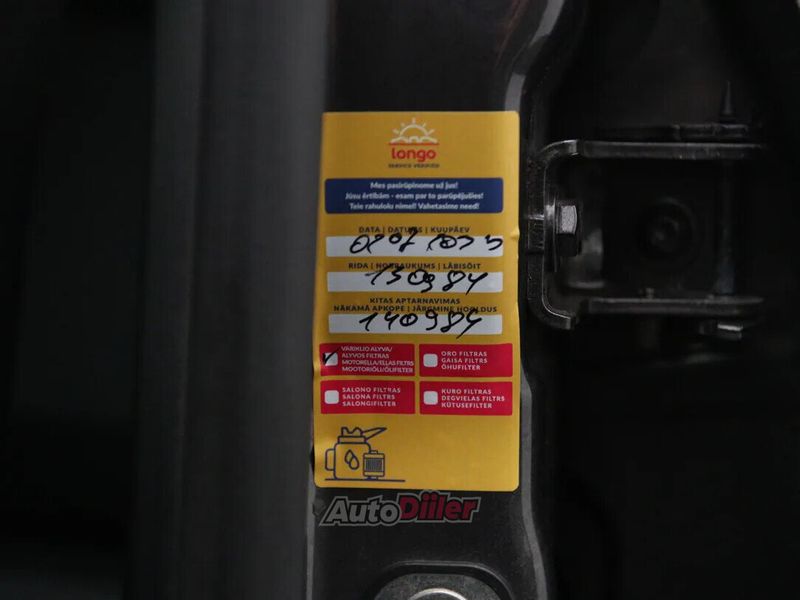 longo
Mes pasirūpinome už jus!
Jūsu ērtībām - esam par to parūpējušies!
Teie rahulolu nimel! Vahetasime need!
DATA | DATUMS | KUUPÄEV
RIDA | NOBRAUKUMS | LÄBISÕIT
130984
KITAS APTARNAVIMAS
NĀKAMĀ APKOPE | JÄRGMINE HOOLDUS
140984
VARIKLIO ALYVA/
ALYVOS FILTRAS
MOTOREĻĻA/EĻĻAS FILTRS
MOOTORIÕLI/ÕLIFILTER
ORO FILTRAS
GAISA FILTRS
ÕHUFILTER
SALONO FILTRAS
SALONA FILTRS
SALONGIFILTER
KURO FILTRAS
DEGVIELAS FILTRS
KÜTUSEFILTER
AutoDiiler